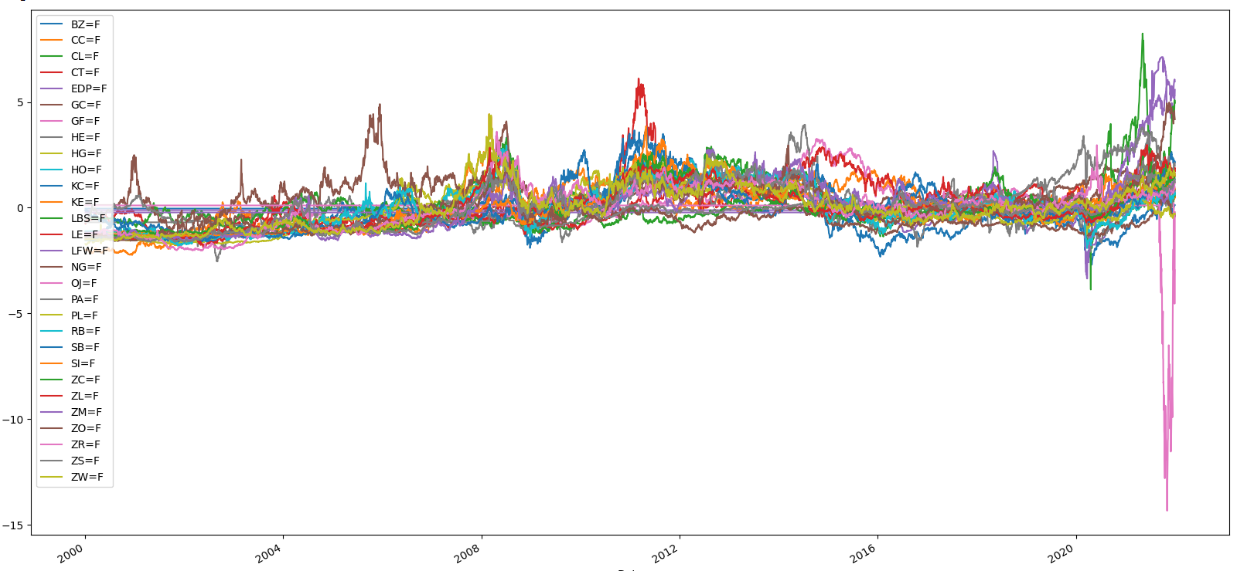 BZ=F
CC=F
CL=F
CT=F
EDP=F
GC=F
GF=F
HE=F
HG=F
HO=F
KC=F
KE=F
LBS=F
LE=F
LFW=F
NG=F
OJ=F
PA=F
PL=F
RB=F
SB=F
SI=F
ZC=F
ZL=F
ZM=F
ZO=F
ZR=F
ZS=F
ZW=F
5
0
−5
−10
−15
2000
2004
2008
2012
2016
2020